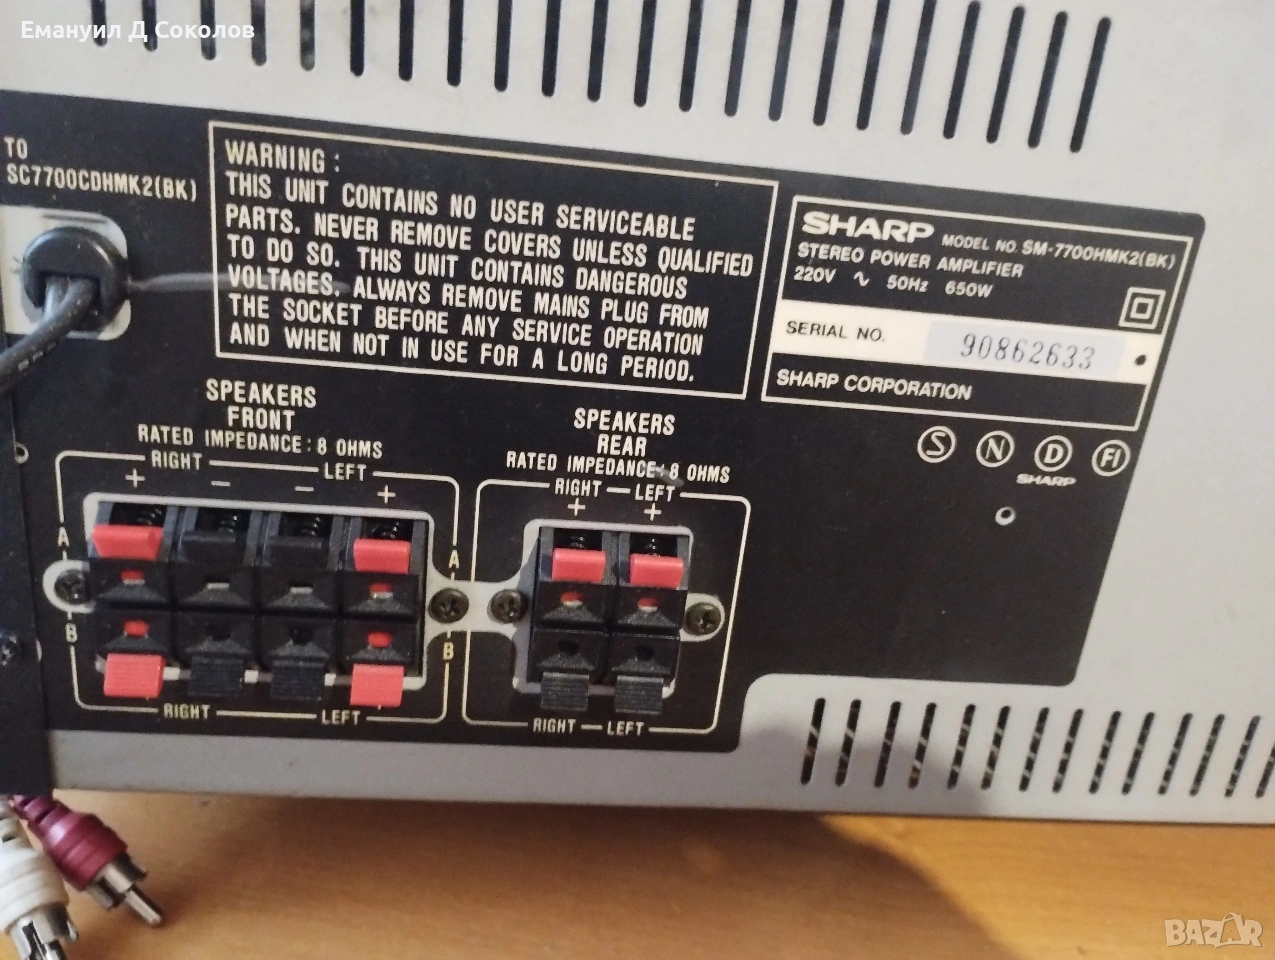 Емануил Д Соколов
TO
SC7700CDHMK2(BK)
WARNING :
THIS UNIT CONTAINS NO USER SERVICEABLE
PARTS. NEVER REMOVE COVERS UNLESS QUALIFIED
TO DO SO. THIS UNIT CONTAINS DANGEROUS
VOLTAGES. ALWAYS REMOVE MAINS PLUG FROM
THE SOCKET BEFORE ANY SERVICE OPERATION
AND WHEN NOT IN USE FOR A LONG PERIOD.
SHARP MODEL NO. SM-7700HMK2(BK)
STEREO POWER AMPLIFIER
220V ∿ 50Hz 650W
SERIAL NO. 90862633
SHARP CORPORATION
S N D FI
SHARP
SPEAKERS
FRONT
RATED IMPEDANCE : 8 OHMS
RIGHT LEFT
+ − − +
A A
B B
RIGHT LEFT
SPEAKERS
REAR
RATED IMPEDANCE : 8 OHMS
RIGHT LEFT
+ +
RIGHT LEFT
BAZAR